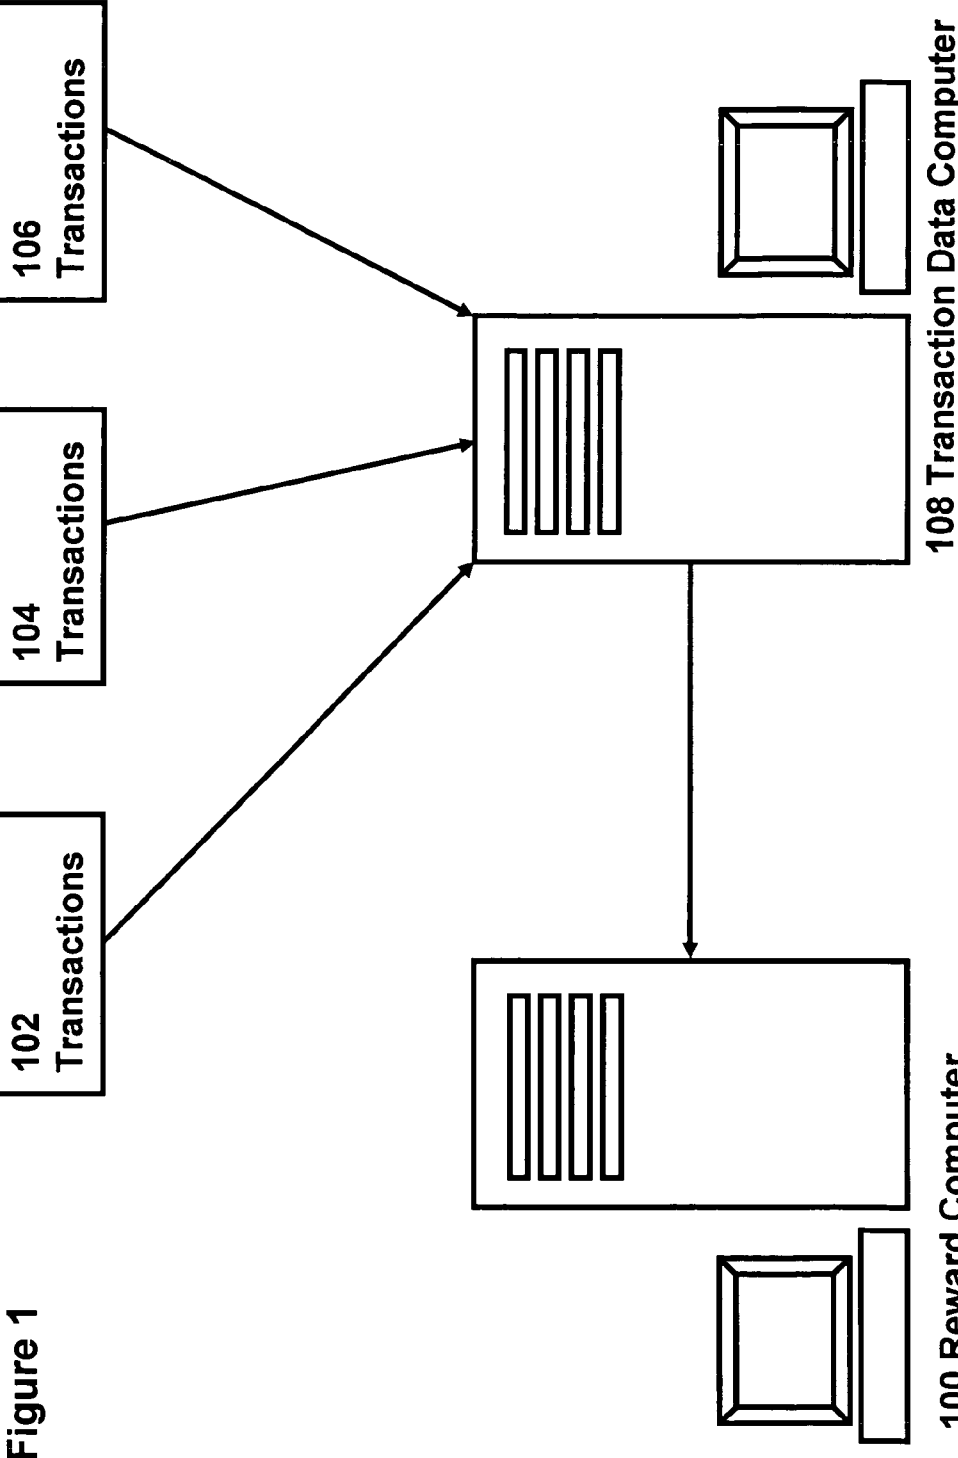 Figure 1
102
Transactions
104
Transactions
106
Transactions
100 Reward Computer
108 Transaction Data Computer